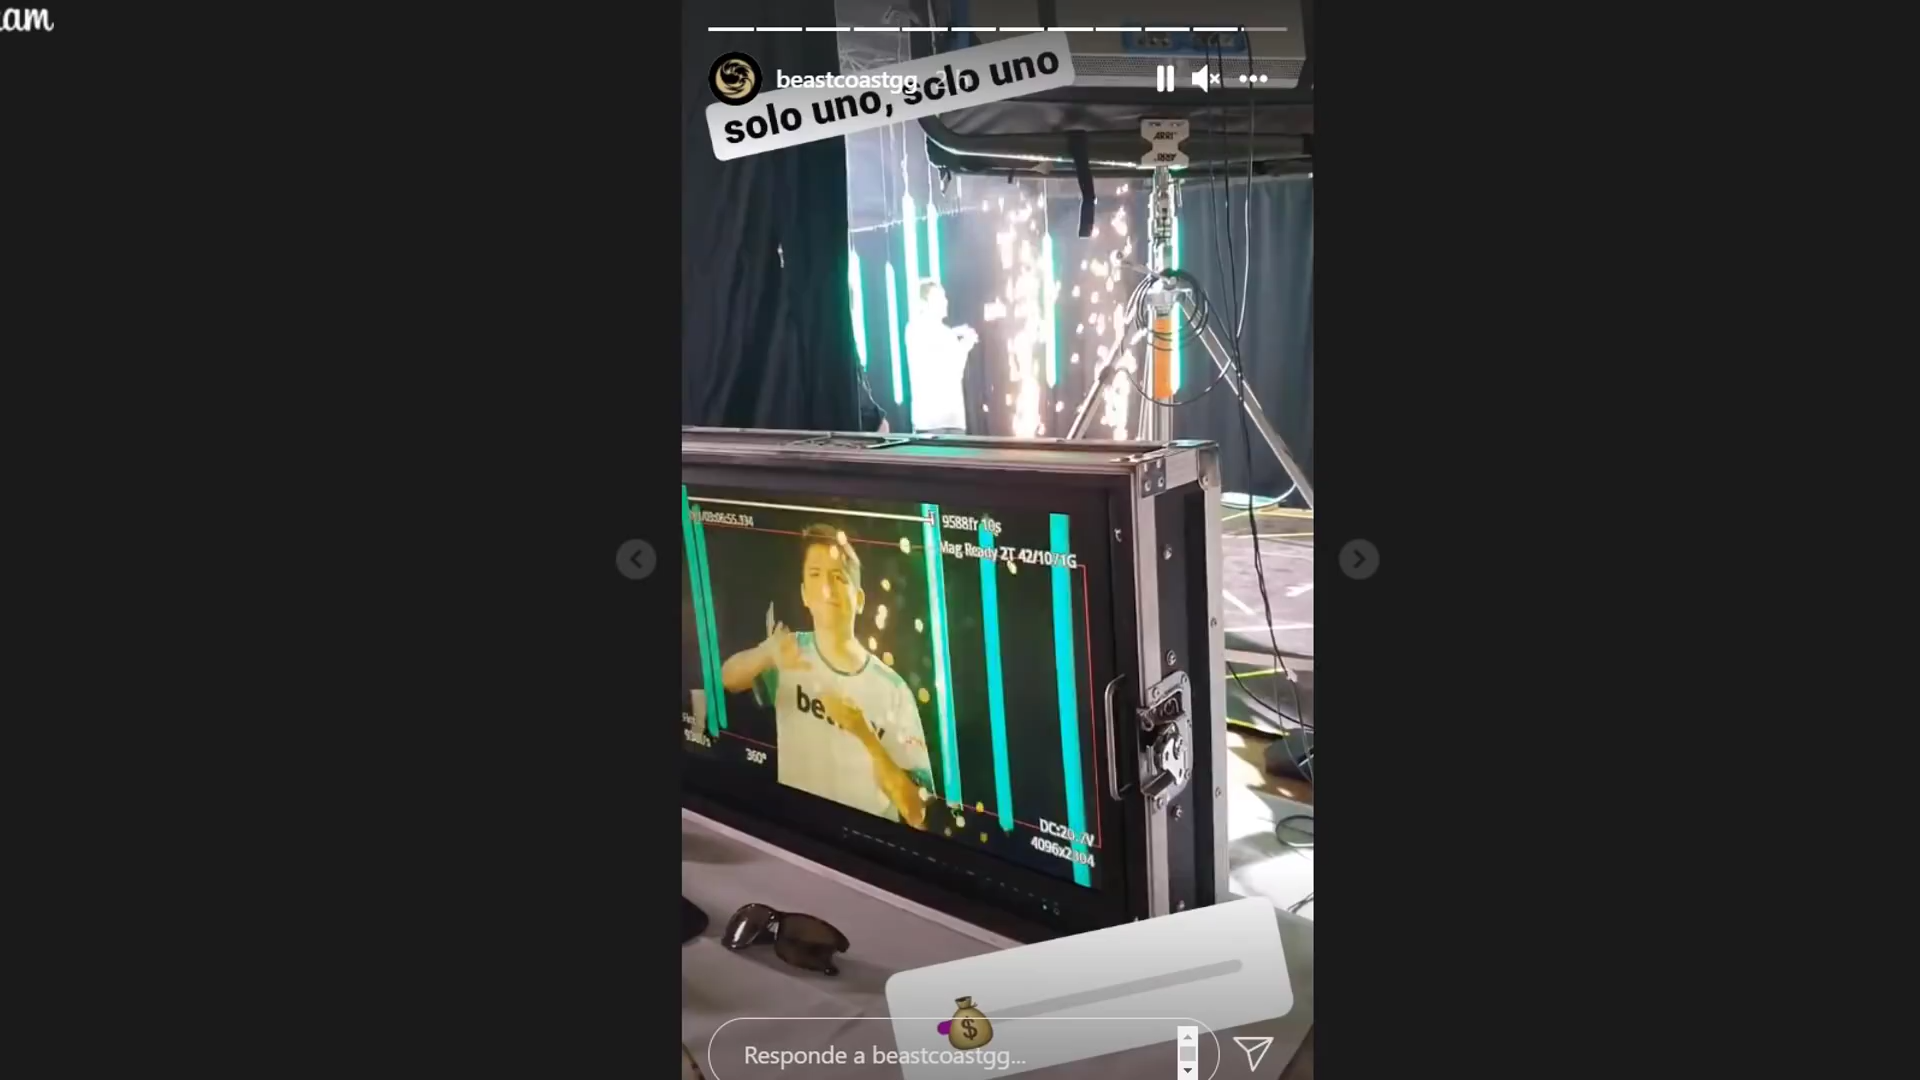 am
beastcoastgg
solo uno, solo uno
ARRI
9588fr 10s
Mag Ready 2T 42/1071G
360°
DC:20.7V
4096x2304
Responde a beastcoastgg...